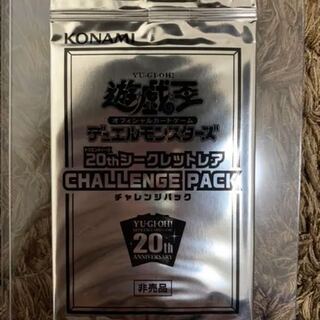 KONAMI
YU-GI-OH!
遊戯王
オフィシャルカードゲーム
デュエルモンスターズ
20thシークレットレア
CHALLENGE PACK
チャレンジパック
YU-GI-OH!
20th
ANNIVERSARY
非売品